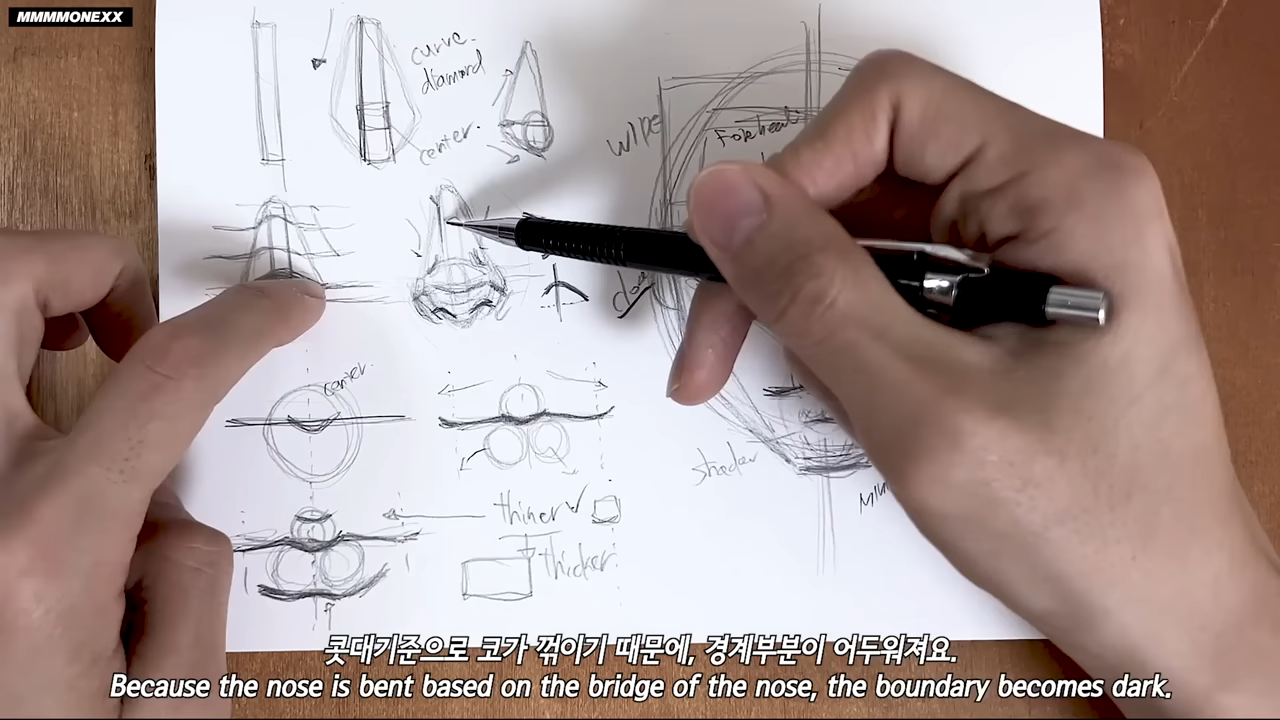 MMMMONEXX
curve.
diamond
center.
wipe
Forehead
center.
shador
thiner
thicker.
콧대기준으로 코가 꺾이기 때문에, 경계부분이 어두워져요.
Because the nose is bent based on the bridge of the nose, the boundary becomes dark.